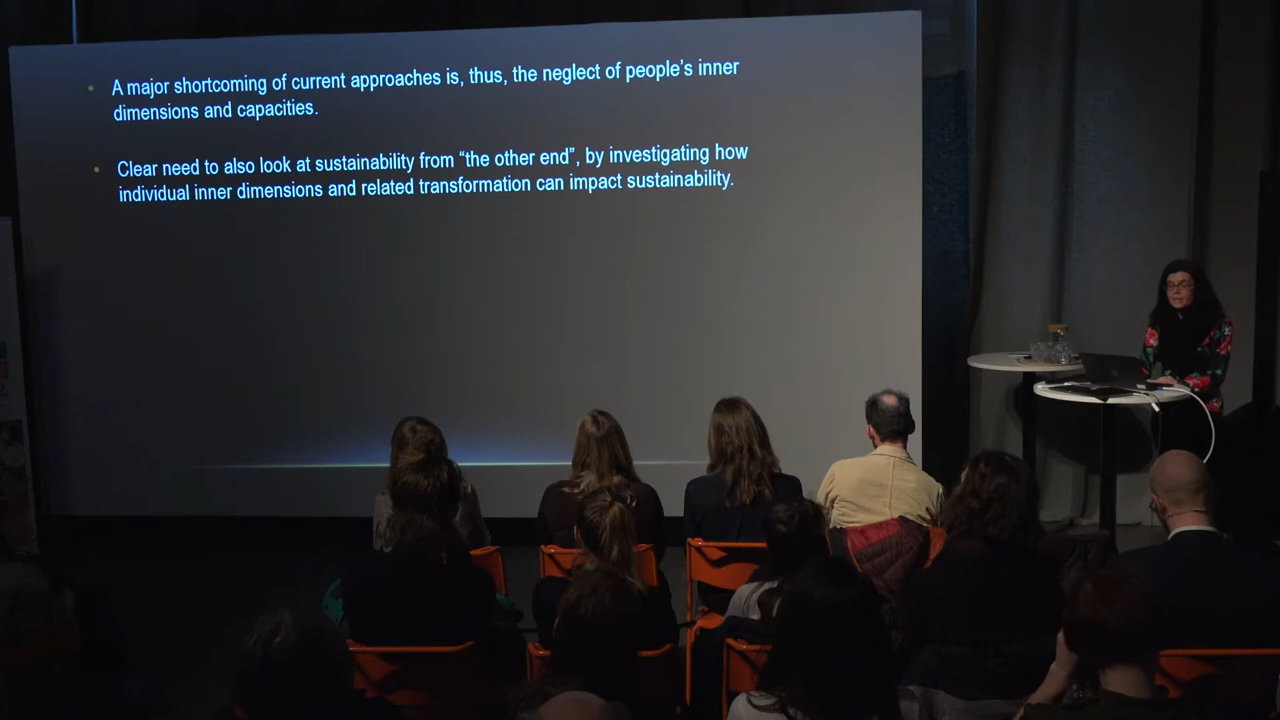 • A major shortcoming of current approaches is, thus, the neglect of people’s inner
dimensions and capacities.
• Clear need to also look at sustainability from “the other end”, by investigating how
individual inner dimensions and related transformation can impact sustainability.